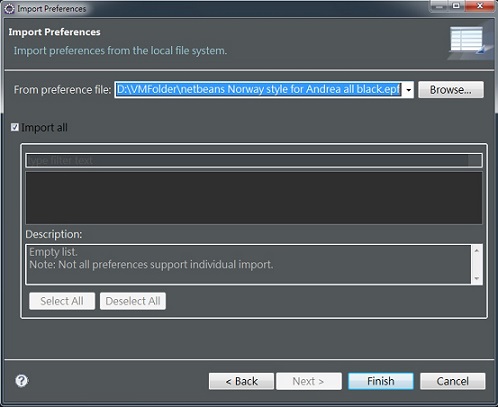 Import Preferences
Import Preferences
Import preferences from the local file system.
From preference file: D:\VMFolder\netbeans Norway style for Andrea all black.epf Browse...
Import all
type filter text
Description:
Empty list.
Note: Not all preferences support individual import.
Select All Deselect All
? < Back Next > Finish Cancel